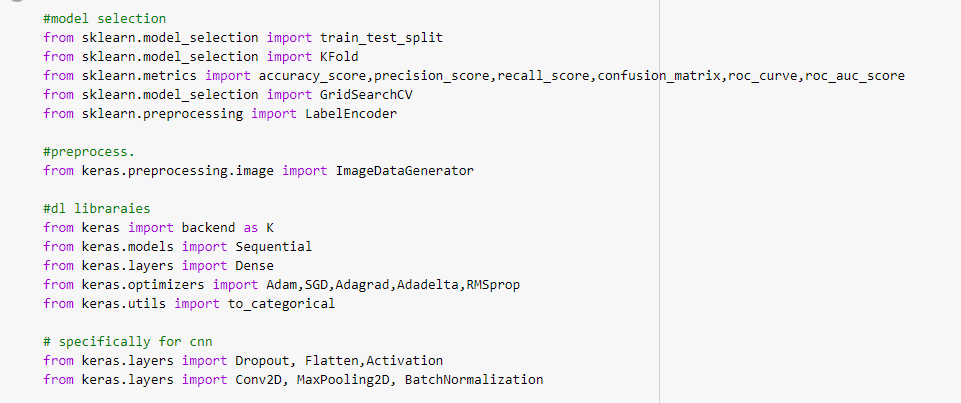 #model selection
from sklearn.model_selection import train_test_split
from sklearn.model_selection import KFold
from sklearn.metrics import accuracy_score,precision_score,recall_score,confusion_matrix,roc_curve,roc_auc_score
from sklearn.model_selection import GridSearchCV
from sklearn.preprocessing import LabelEncoder

#preprocess.
from keras.preprocessing.image import ImageDataGenerator

#dl libraraies
from keras import backend as K
from keras.models import Sequential
from keras.layers import Dense
from keras.optimizers import Adam,SGD,Adagrad,Adadelta,RMSprop
from keras.utils import to_categorical

# specifically for cnn
from keras.layers import Dropout, Flatten,Activation
from keras.layers import Conv2D, MaxPooling2D, BatchNormalization